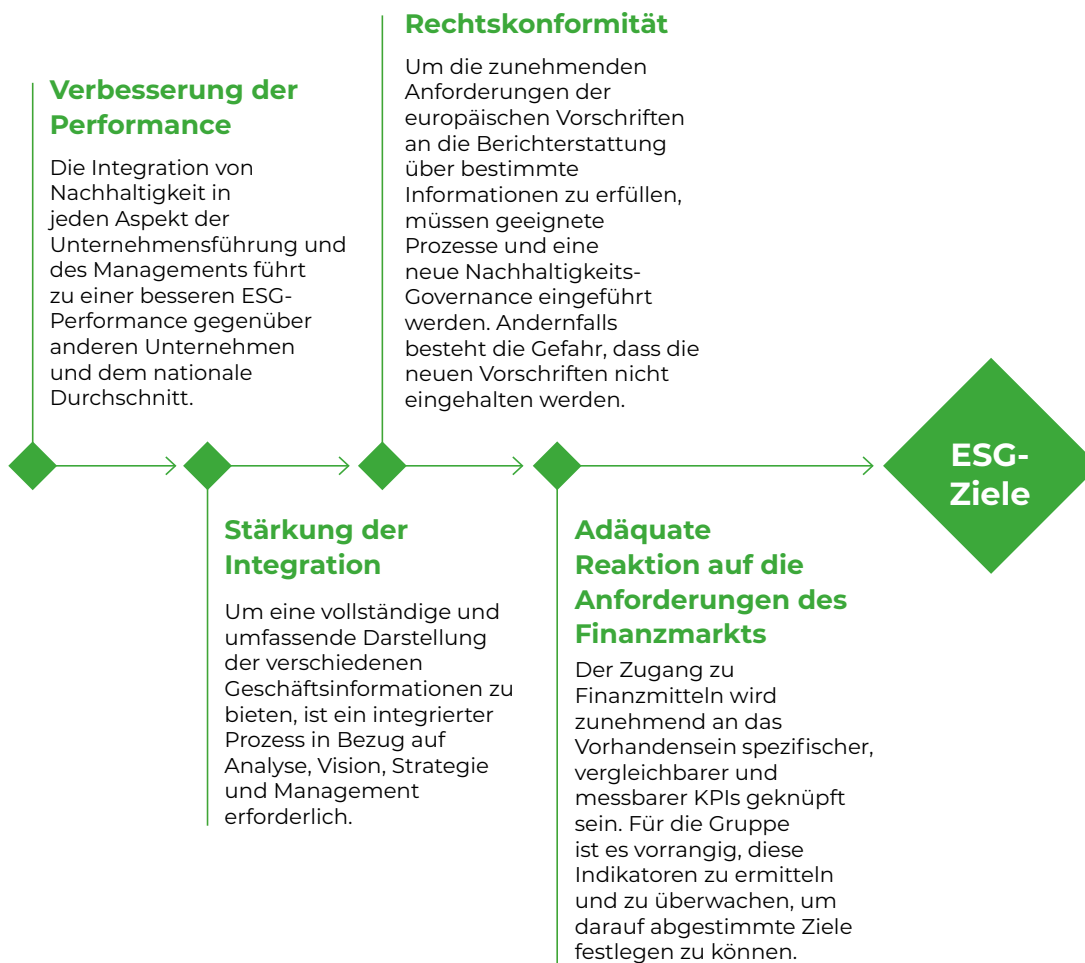 Verbesserung der
Performance
Die Integration von
Nachhaltigkeit in
jeden Aspekt der
Unternehmensführung und
des Managements führt
zu einer besseren ESG-
Performance gegenüber
anderen Unternehmen
und dem nationale
Durchschnitt.
Stärkung der
Integration
Um eine vollständige und
umfassende Darstellung
der verschiedenen
Geschäftsinformationen zu
bieten, ist ein integrierter
Prozess in Bezug auf
Analyse, Vision, Strategie
und Management
erforderlich.
Rechtskonformität
Um die zunehmenden
Anforderungen der
europäischen Vorschriften
an die Berichterstattung
über bestimmte
Informationen zu erfüllen,
müssen geeignete
Prozesse und eine
neue Nachhaltigkeits-
Governance eingeführt
werden. Andernfalls
besteht die Gefahr, dass die
neuen Vorschriften nicht
eingehalten werden.
Adäquate
Reaktion auf die
Anforderungen des
Finanzmarkts
Der Zugang zu
Finanzmitteln wird
zunehmend an das
Vorhandensein spezifischer,
vergleichbarer und
messbarer KPIs geknüpft
sein. Für die Gruppe
ist es vorrangig, diese
Indikatoren zu ermitteln
und zu überwachen, um
darauf abgestimmte Ziele
festlegen zu können.
ESG-
Ziele